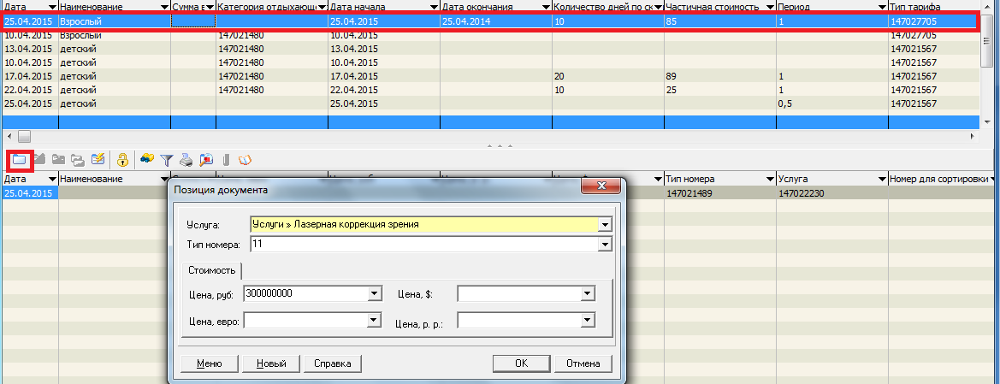 Дата Наименование Сумма в Категория отдыхающе Дата начала Дата окончания Количество дней по ск Частичная стоимость Период Тип тарифа
25.04.2015 Взрослый 25.04.2015 25.04.2014 10 85 1 147027705
10.04.2015 Взрослый 147021480 10.04.2015 147027705
13.04.2015 детский 147021480 13.04.2015 147021567
10.04.2015 детский 147021480 10.04.2015 147021567
17.04.2015 детский 147021480 17.04.2015 20 89 1 147021567
22.04.2015 детский 147021480 22.04.2015 10 25 1 147021567
25.04.2015 детский 25.04.2015 0,5 147021567
Дата Наименование Тип номера Услуга Номер для сортировки
25.04.2015 147021489 147022230
Позиция документа
Услуга: Услуги » Лазерная коррекция зрения
Тип номера: 11
Стоимость
Цена, руб: 300000000 Цена, $:
Цена, евро: Цена, р. р.:
Меню Новый Справка OK Отмена